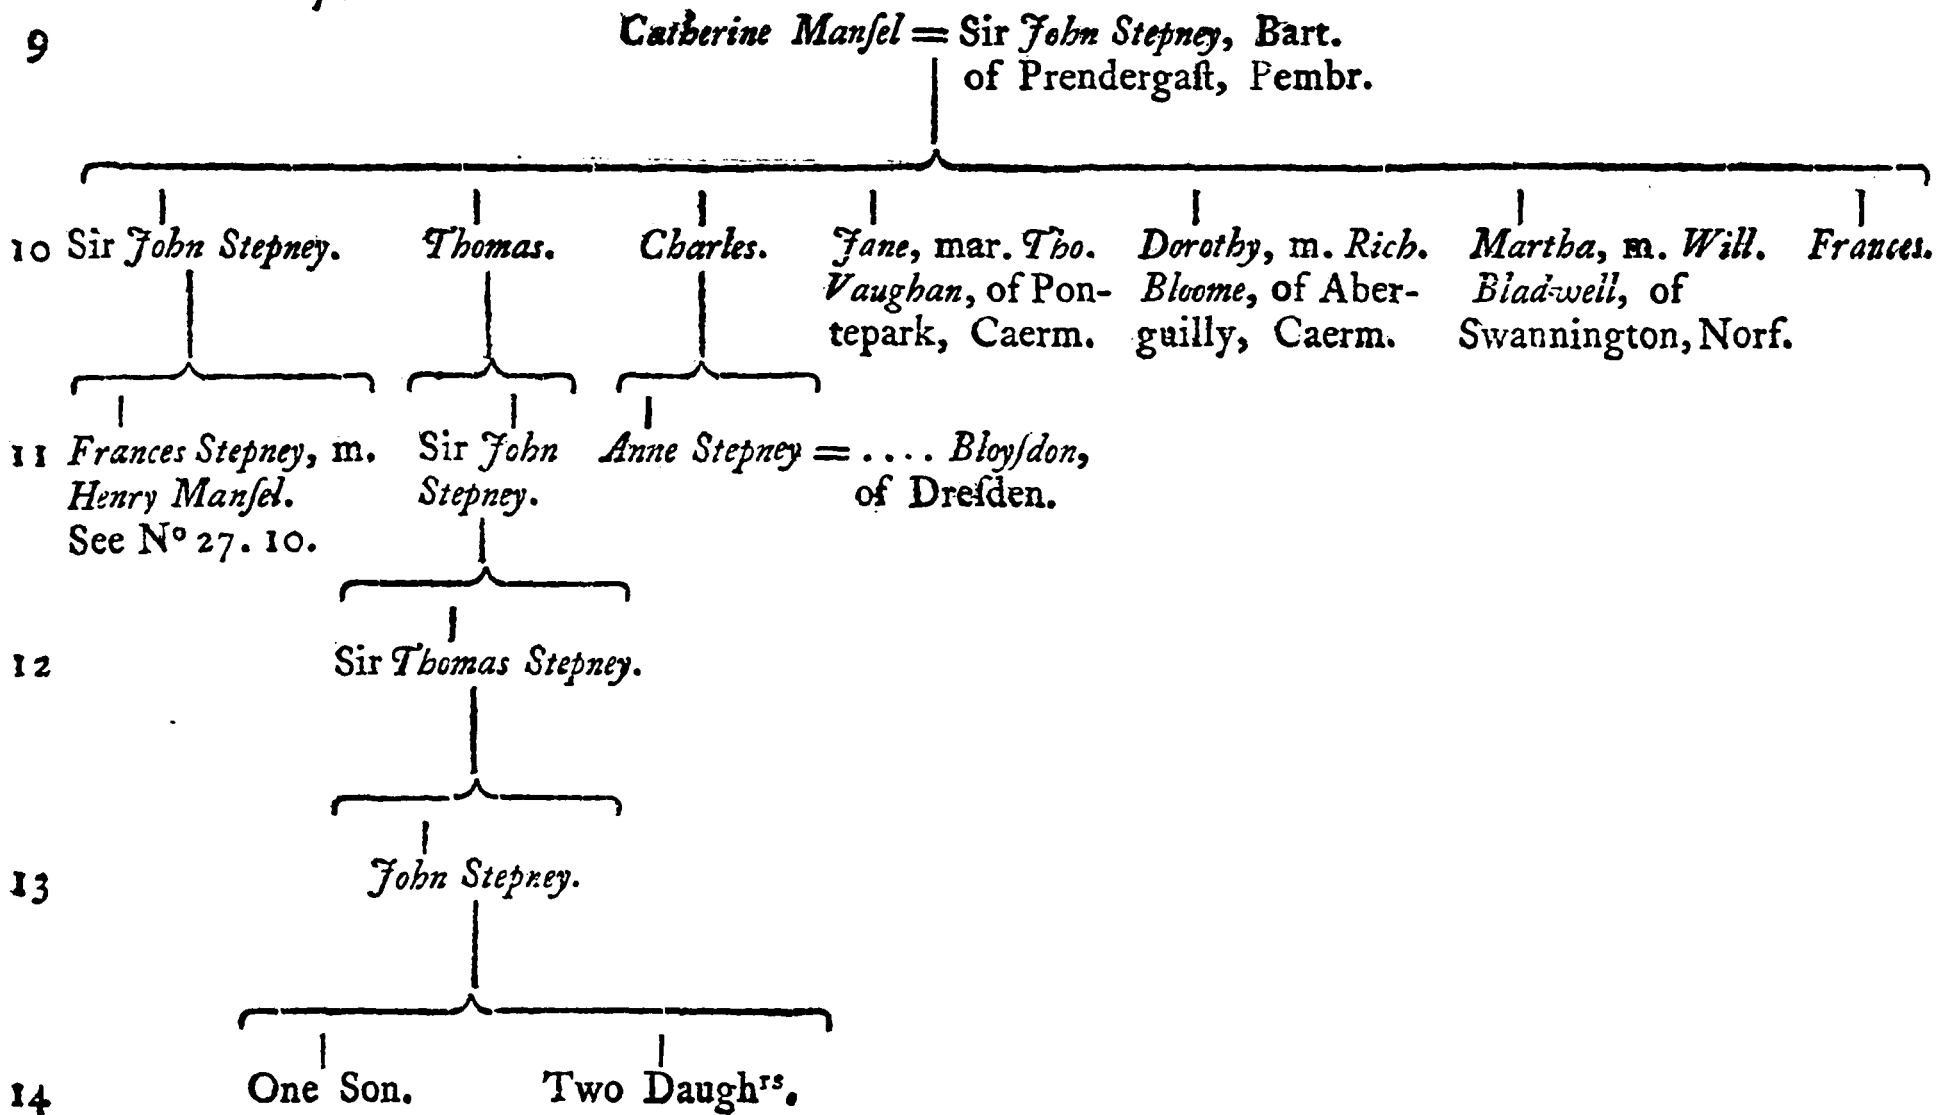 9 Catherine Manſel = Sir John Stepney, Bart.
of Prendergaſt, Pembr.
10 Sir John Stepney. Thomas. Charles. Jane, mar. Tho. Vaughan, of Pon-
tepark, Caerm. Dorothy, m. Rich. Bloome, of Aber-
guilly, Caerm. Martha, m. Will. Bladwell, of
Swannington, Norf. Frances.
11 Frances Stepney, m.
Henry Manſel.
See Nº 27. 10.
Sir John
Stepney.
Anne Stepney = .... Bloyſdon,
of Dreſden.
12 Sir Thomas Stepney.
13 John Stepney.
14 One Son. Two Daughʳˢ.